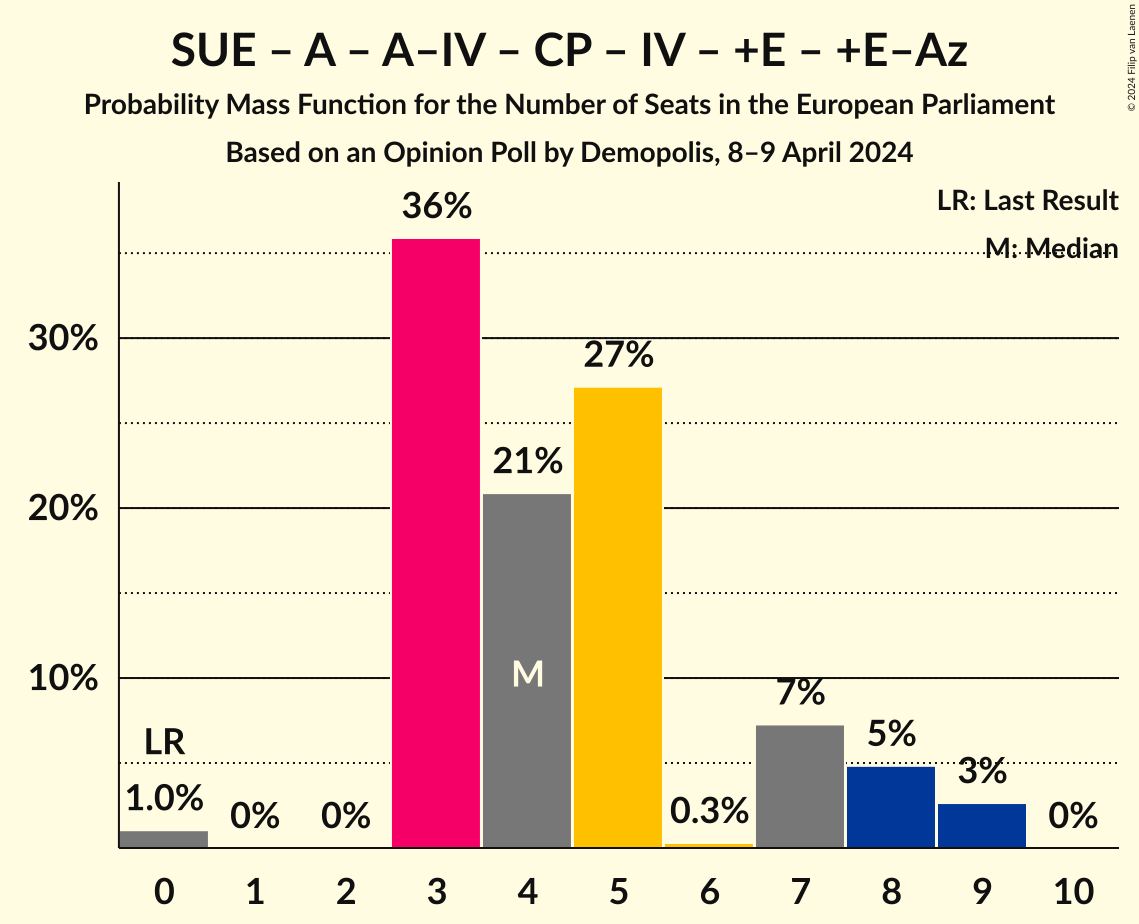 SUE – A – A–IV – CP – IV – +E – +E–Az
Probability Mass Function for the Number of Seats in the European Parliament
Based on an Opinion Poll by Demopolis, 8–9 April 2024
© 2024 Filip van Laenen
LR: Last Result
M: Median
36%
30%
27%
21%
20%
10%
M
7%
LR
5%
3%
1.0%
0%
0%
0.3%
0%
0 1 2 3 4 5 6 7 8 9 10